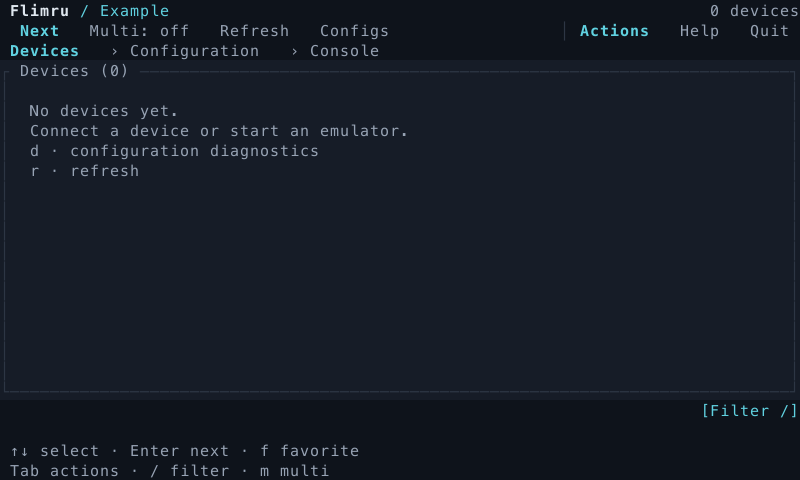 Flimru / Example 0 devices
Next Multi: off Refresh Configs Actions Help Quit
Devices › Configuration › Console
Devices (0)
No devices yet.
Connect a device or start an emulator.
d · configuration diagnostics
r · refresh
[Filter /]
↑↓ select · Enter next · f favorite
Tab actions · / filter · m multi